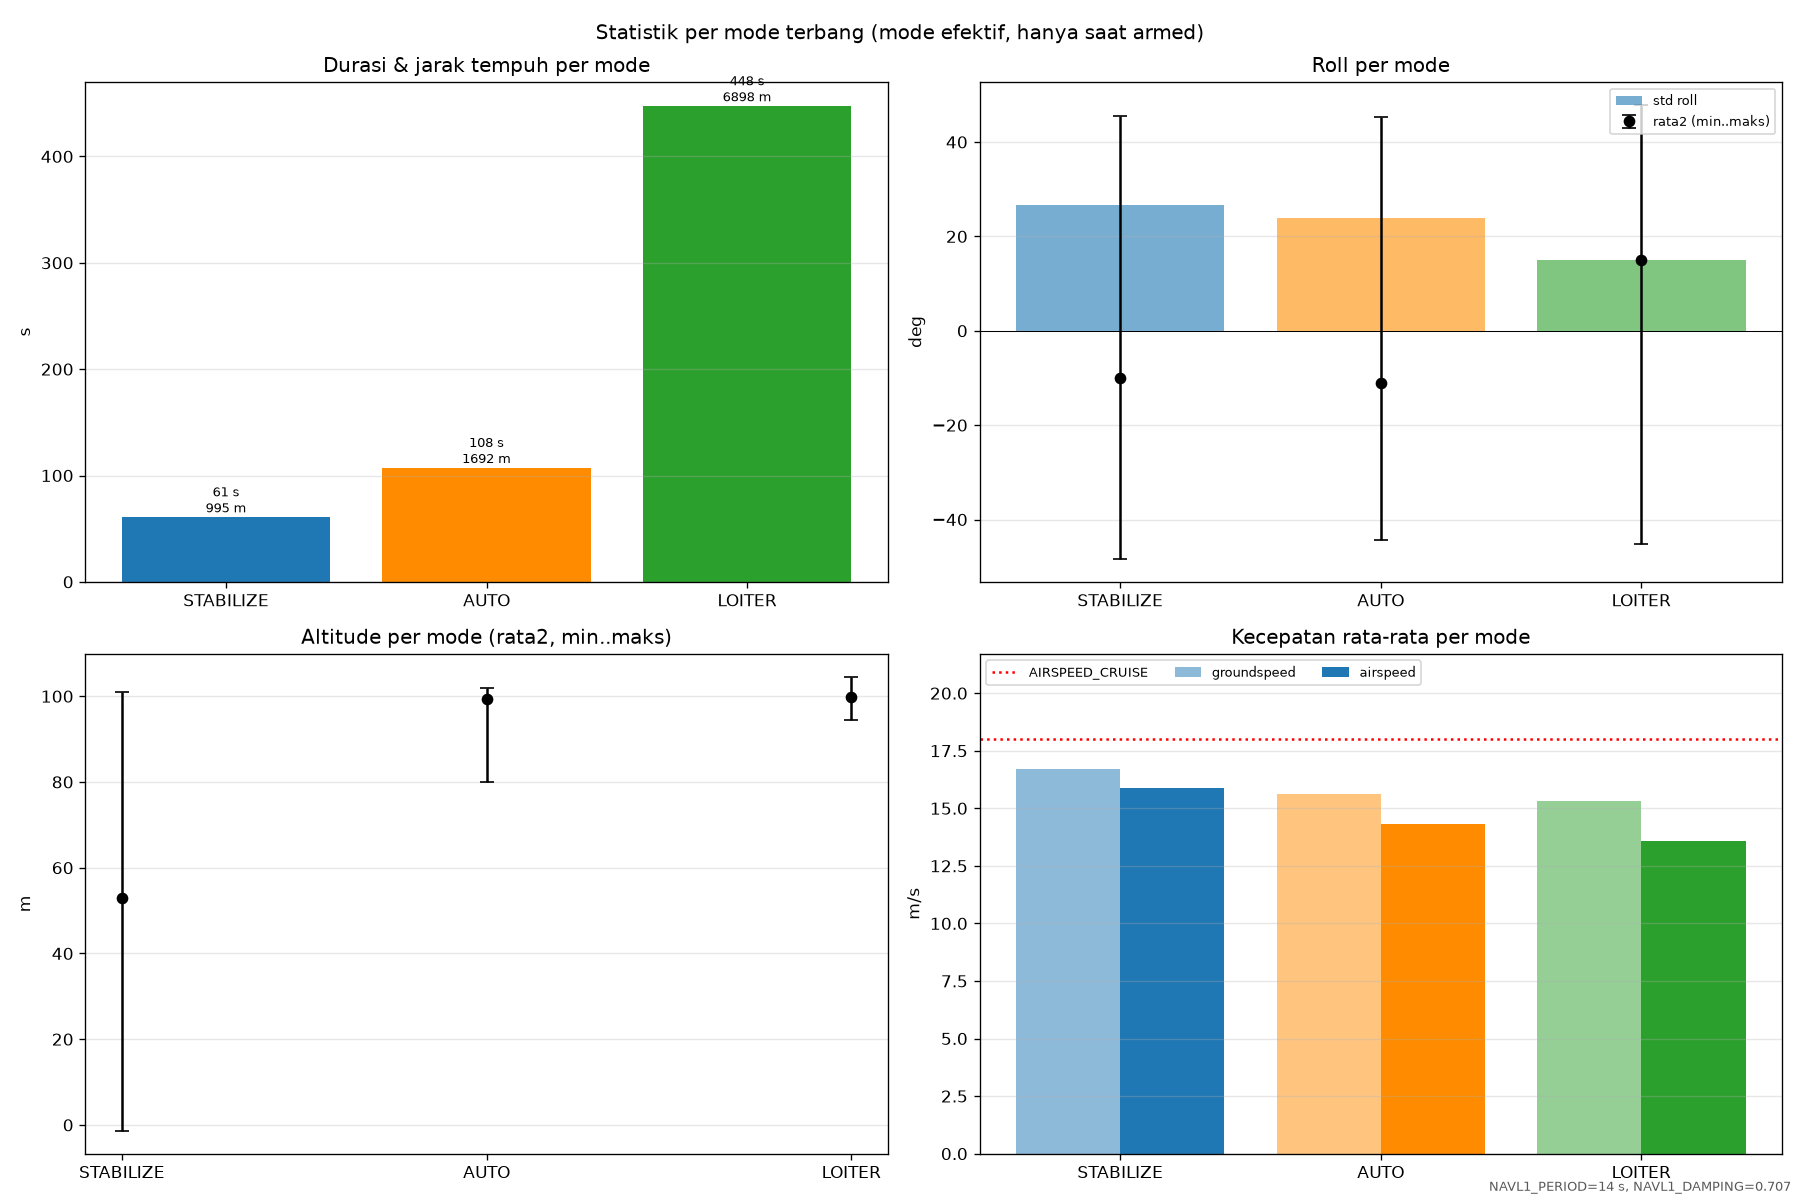 Statistik per mode terbang (mode efektif, hanya saat armed)
Durasi & jarak tempuh per mode
448 s
6898 m
108 s
1692 m
61 s
995 m
400
300
200
100
0
s
STABILIZE
AUTO
LOITER
Roll per mode
std roll
rata2 (min..maks)
40
20
0
−20
−40
deg
STABILIZE
AUTO
LOITER
Altitude per mode (rata2, min..maks)
100
80
60
40
20
0
m
STABILIZE
AUTO
LOITER
Kecepatan rata-rata per mode
AIRSPEED_CRUISE
groundspeed
airspeed
20.0
17.5
15.0
12.5
10.0
7.5
5.0
2.5
0.0
m/s
STABILIZE
AUTO
LOITER
NAVL1_PERIOD=14 s, NAVL1_DAMPING=0.707